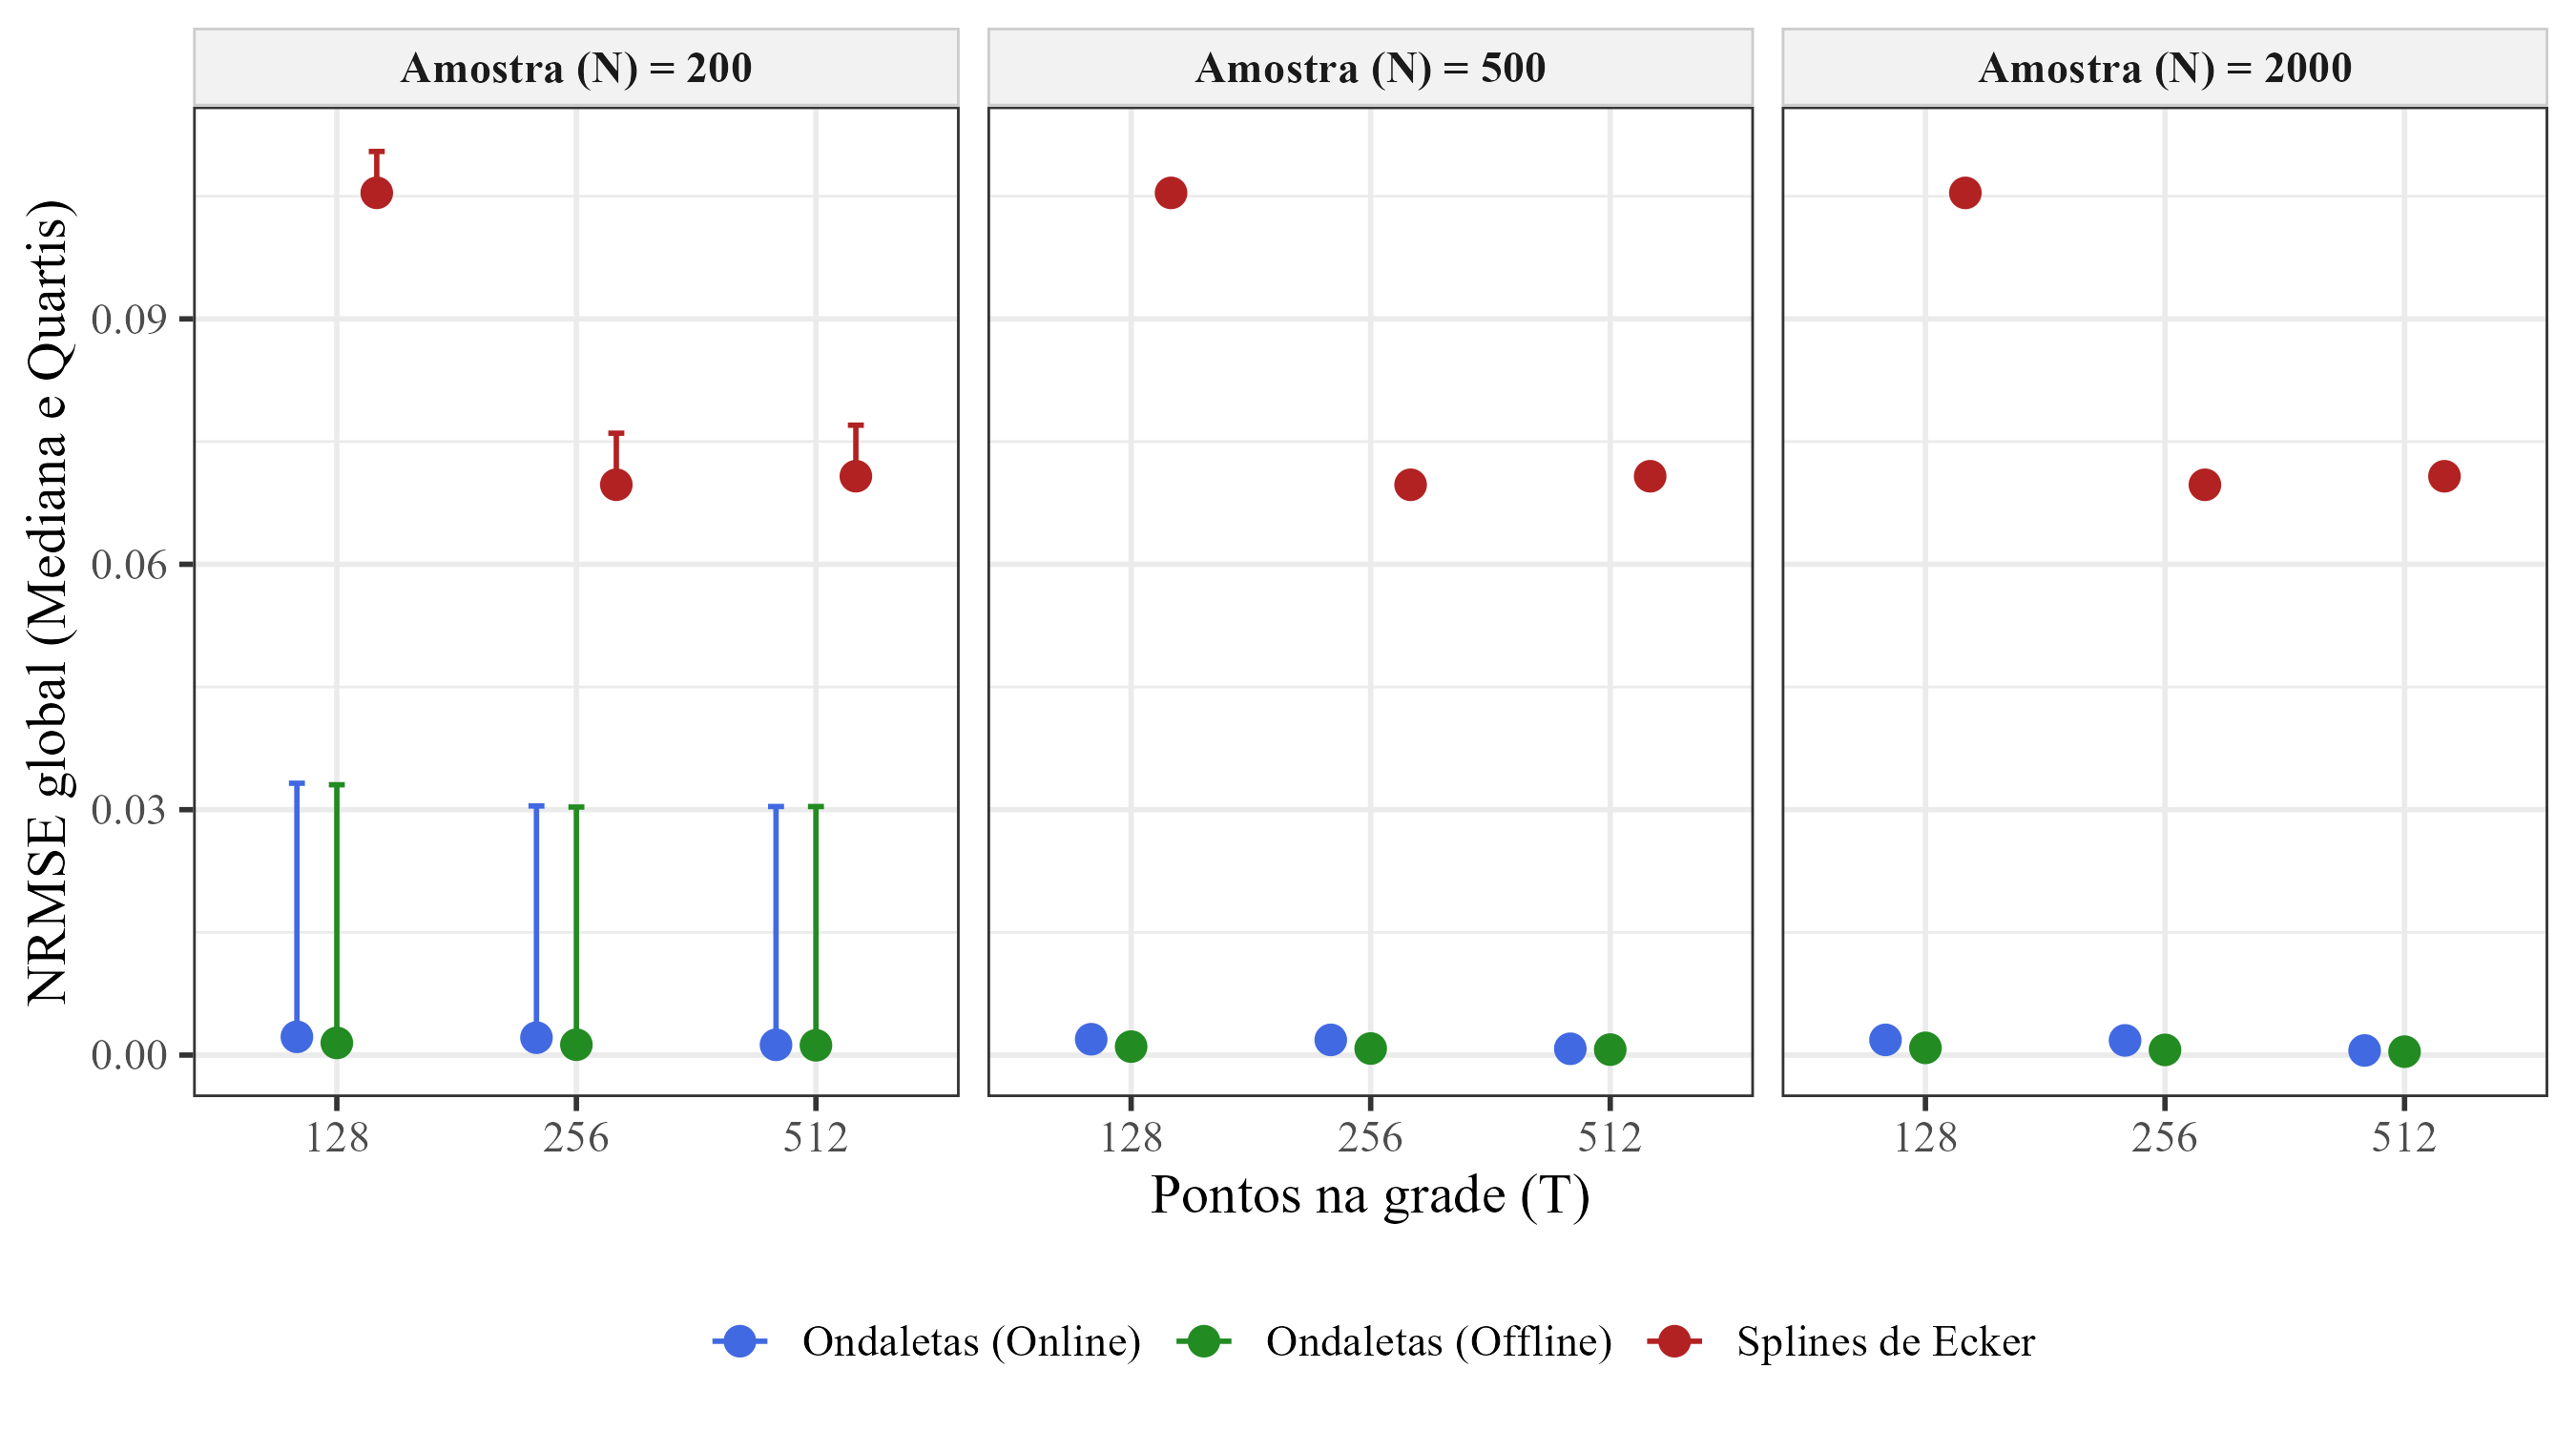 Amostra (N) = 200
Amostra (N) = 500
Amostra (N) = 2000
NRMSE global (Mediana e Quartis)
0.09
0.06
0.03
0.00
128 256 512
128 256 512
128 256 512
Pontos na grade (T)
Ondaletas (Online)
Ondaletas (Offline)
Splines de Ecker